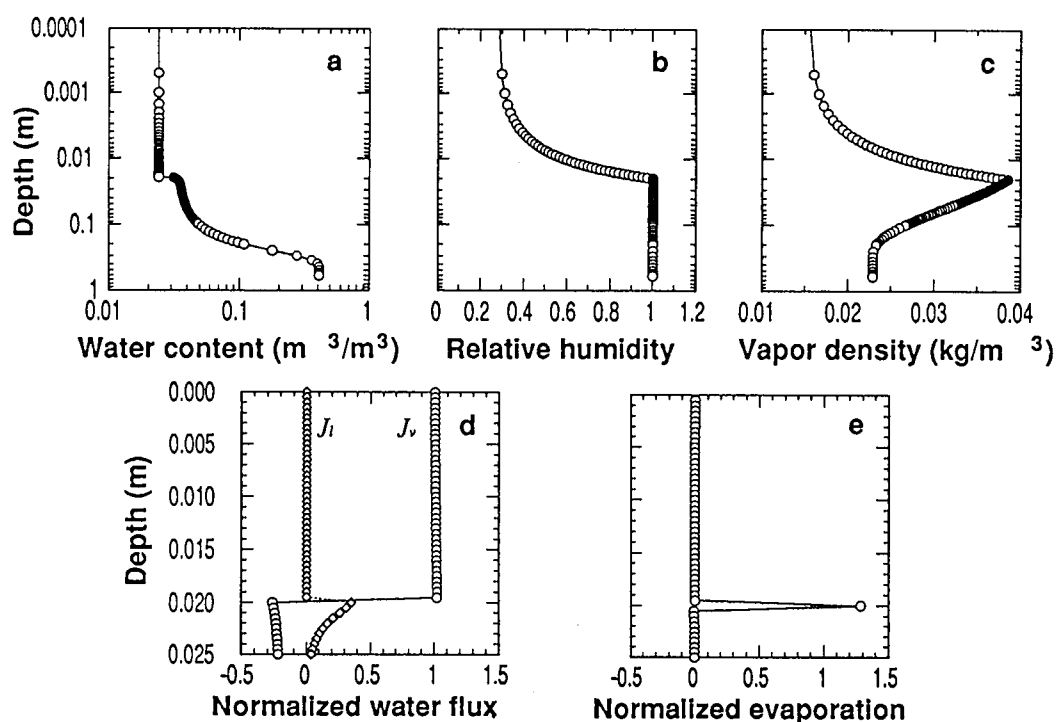 a
b
c
0.0001
0.001
0.01
0.1
1
Depth (m)
0.01 0.1 1
0 0.2 0.4 0.6 0.8 1 1.2
0.01 0.02 0.03 0.04
Water content (m ³/m³)
Relative humidity
Vapor density (kg/m ³)
0.000
0.005
0.010
0.015
0.020
0.025
Depth (m)
Jₗ Jᵥ d
e
-0.5 0 0.5 1 1.5
-0.5 0 0.5 1 1.5
Normalized water flux
Normalized evaporation